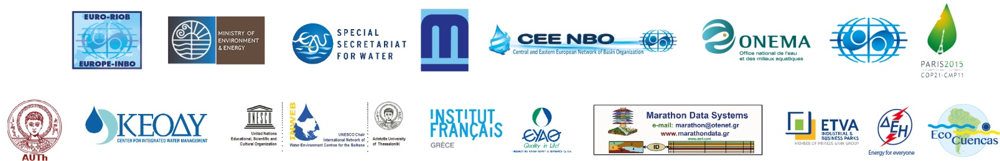 EURO-RIOB
EUROPE-INBO
MINISTRY OF
ENVIRONMENT
& ENERGY
SPECIAL
SECRETARIAT
FOR WATER
CEE NBO
Central and Eastern European Network of Basin Organization
ONEMA
Office national de l'eau
et des milieux aquatiques
PARIS2015
COP21·CMP11
AUTh
ΚΕΟΔΥ
CENTER FOR INTEGRATED WATER MANAGEMENT
UNESCO
United Nations
Educational, Scientific and
Cultural Organization
INWEB
UNESCO Chair
International Network of
Water-Environment Centres for the Balkans
Aristotle University
of Thessaloniki
INSTITUT
FRANÇAIS
GRÈCE
ΕΥΑΘ
Quality in Life!
Marathon Data Systems
e-mail: marathon@otenet.gr
www.marathondata.gr
www.esri.com
ID
ETVA
INDUSTRIAL &
BUSINESS PARKS
MEMBER OF PIRAEUS BANK GROUP
ΔΕΗ
Energy for everyone
Eco
Cuencas